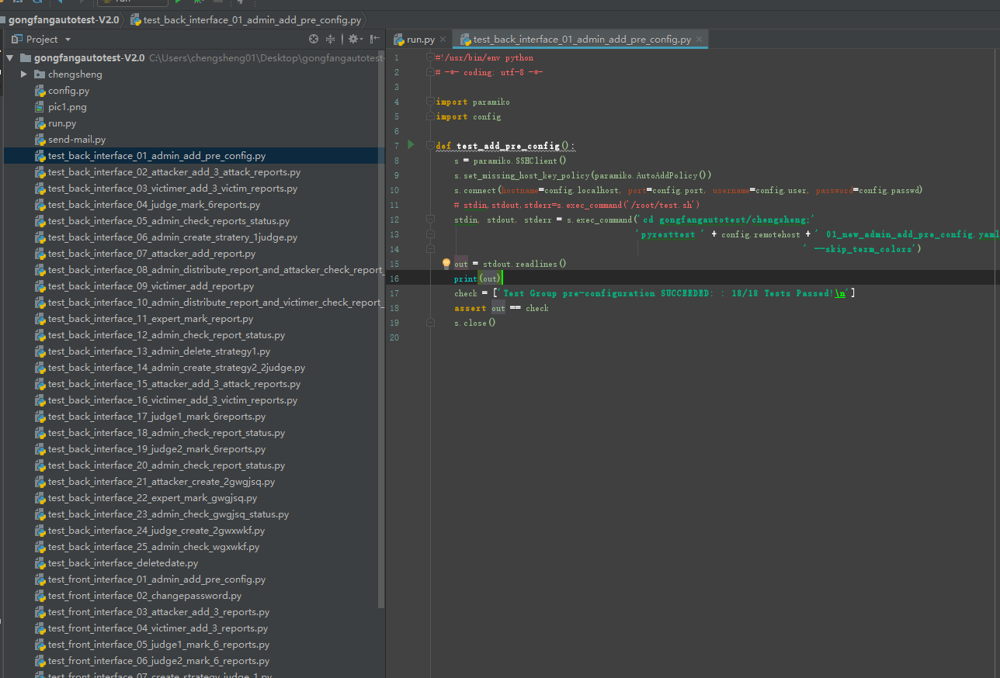 run
gongfangautotest-V2.0
test_back_interface_01_admin_add_pre_config.py
Project
run.py
test_back_interface_01_admin_add_pre_config.py
gongfangautotest-V2.0 C:\Users\chengsheng01\Desktop\gongfangautotest-
chengsheng
config.py
pic1.png
run.py
send-mail.py
test_back_interface_01_admin_add_pre_config.py
test_back_interface_02_attacker_add_3_attack_reports.py
test_back_interface_03_victimer_add_3_victim_reports.py
test_back_interface_04_judge_mark_6reports.py
test_back_interface_05_admin_check_reports_status.py
test_back_interface_06_admin_create_stratery_1judge.py
test_back_interface_07_attacker_add_report.py
test_back_interface_08_admin_distribute_report_and_attacker_check_report_
test_back_interface_09_victimer_add_report.py
test_back_interface_10_admin_distribute_report_and_victimer_check_report_
test_back_interface_11_expert_mark_report.py
test_back_interface_12_admin_check_report_status.py
test_back_interface_13_admin_delete_strategy1.py
test_back_interface_14_admin_create_strategy2_2judge.py
test_back_interface_15_attacker_add_3_attack_reports.py
test_back_interface_16_victimer_add_3_victim_reports.py
test_back_interface_17_judge1_mark_6reports.py
test_back_interface_18_admin_check_report_status.py
test_back_interface_19_judge2_mark_6reports.py
test_back_interface_20_admin_check_report_status.py
test_back_interface_21_attacker_create_2gwgjsq.py
test_back_interface_22_expert_mark_gwgjsq.py
test_back_interface_23_admin_check_gwgjsq_status.py
test_back_interface_24_judge_create_2gwxwkf.py
test_back_interface_25_admin_check_wgxwkf.py
test_back_interface_deletedate.py
test_front_interface_01_admin_add_pre_config.py
test_front_interface_02_changepassword.py
test_front_interface_03_attacker_add_3_reports.py
test_front_interface_04_victimer_add_3_reports.py
test_front_interface_05_judge1_mark_6_reports.py
test_front_interface_06_judge2_mark_6_reports.py
test_front_interface_07_create_strategy_judge_1.py
1 #!/usr/bin/env python
2 # -*- coding: utf-8 -*-
3
4 import paramiko
5 import config
6
7 def test_add_pre_config():
8 s = paramiko.SSHClient()
9 s.set_missing_host_key_policy(paramiko.AutoAddPolicy())
10 s.connect(hostname=config.localhost, port=config.port, username=config.user, password=config.passwd)
11 # stdin,stdout,stderr=s.exec_command('/root/test.sh')
12 stdin, stdout, stderr = s.exec_command('cd gongfangautotest/chengsheng;'
13 'pyresttest ' + config.remotehost + ' 01_new_admin_add_pre_config.yaml
14 ' --skip_term_colors')
15 out = stdout.readlines()
16 print(out)
17 check = ['Test Group pre-configuration SUCCEEDED: : 18/18 Tests Passed!\n']
18 assert out == check
19 s.close()
20